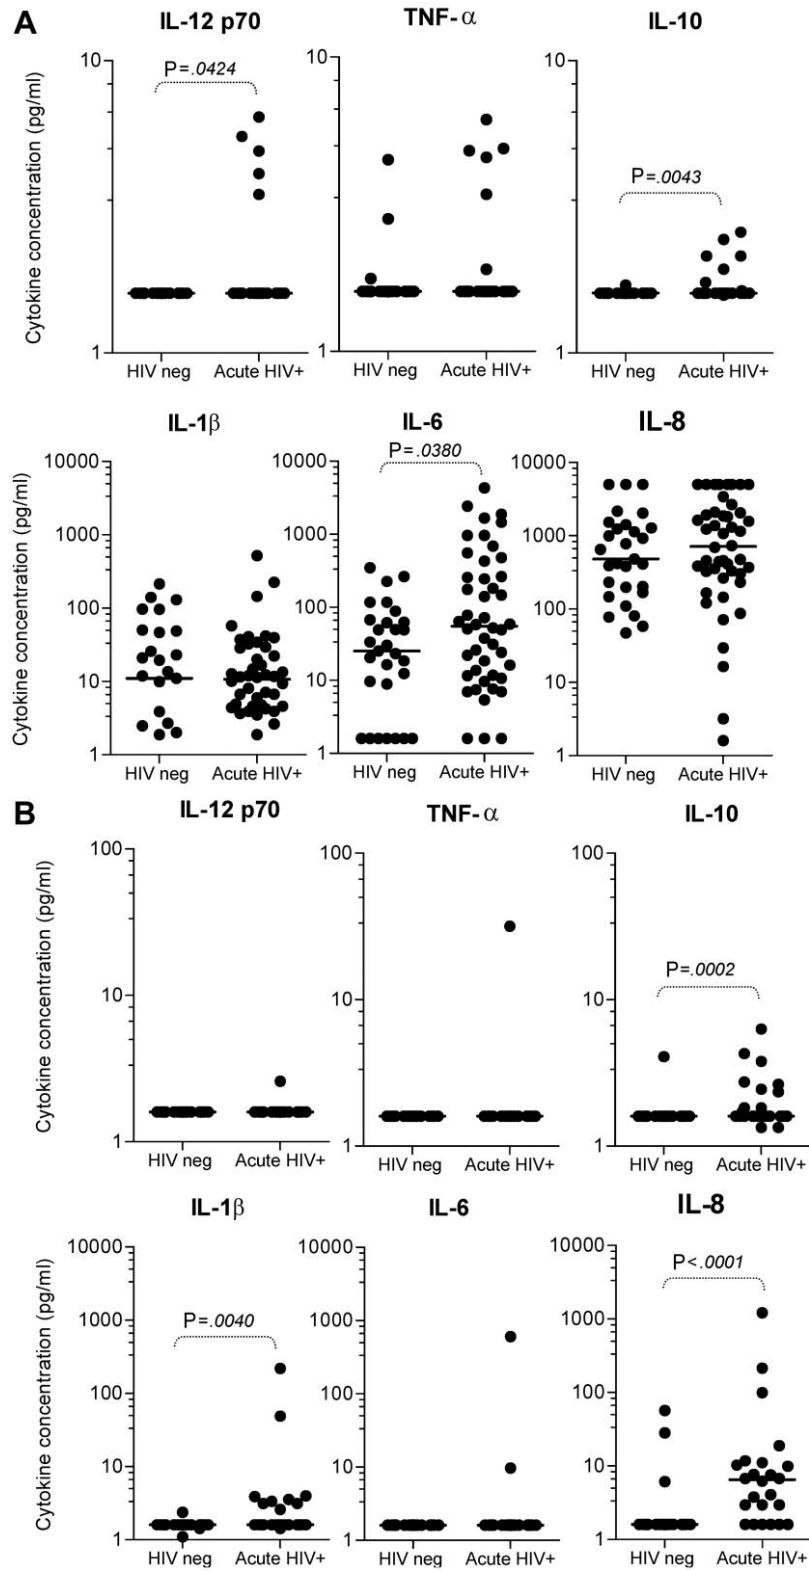 A
IL-12 p70
TNF- α
IL-10
Cytokine concentration (pg/ml)
10
P=.0424
1
HIV neg
Acute HIV+
10
1
HIV neg
Acute HIV+
10
P=.0043
1
HIV neg
Acute HIV+
IL-1β
IL-6
IL-8
Cytokine concentration (pg/ml)
10000
1000
100
10
1
HIV neg
Acute HIV+
10000
P=.0380
1000
100
10
1
HIV neg
Acute HIV+
10000
1000
100
10
1
HIV neg
Acute HIV+
B
IL-12 p70
TNF- α
IL-10
Cytokine concentration (pg/ml)
100
10
1
HIV neg
Acute HIV+
100
10
1
HIV neg
Acute HIV+
100
P=.0002
10
1
HIV neg
Acute HIV+
IL-1β
IL-6
IL-8
Cytokine concentration (pg/ml)
10000
1000
P=.0040
100
10
1
HIV neg
Acute HIV+
10000
1000
100
10
1
HIV neg
Acute HIV+
10000
P<.0001
1000
100
10
1
HIV neg
Acute HIV+